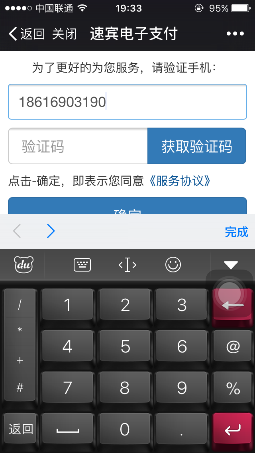 中国联通 19:33 95%
返回 关闭 速宾电子支付 •••
为了更好的为您服务，请验证手机：
18616903190
验证码 获取验证码
点击-确定，即表示您同意《服务协议》
确定
完成
du
/ 1 2 3
* 4 5 6 @
+
# 7 8 9 %
返回 0 .